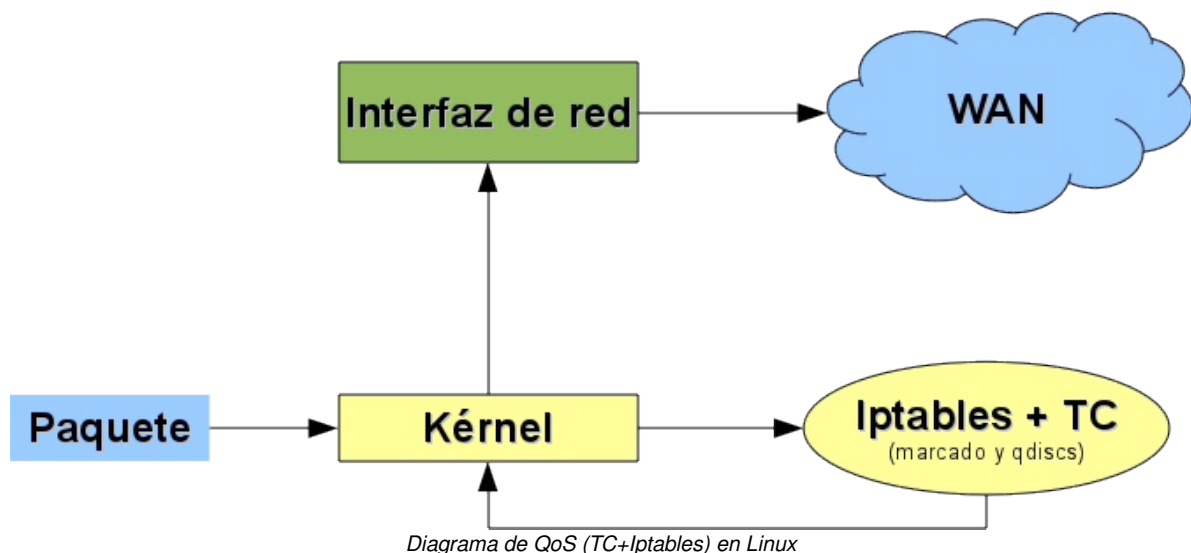 Interfaz de red
WAN
Paquete
Kérnel
Iptables + TC
(marcado y qdiscs)
Diagrama de QoS (TC+Iptables) en Linux